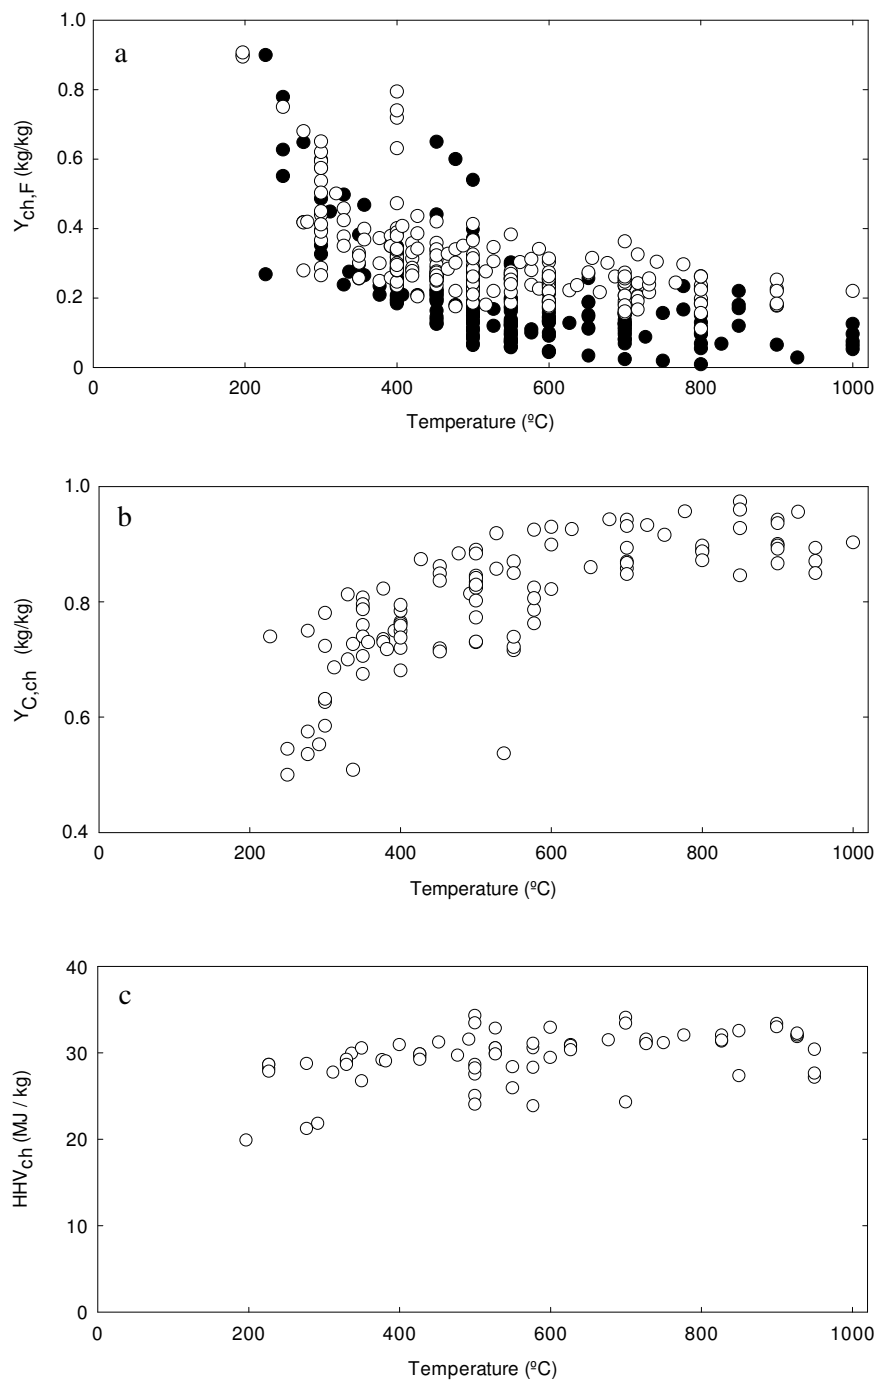 1.0
a
0.8
0.6
0.4
0.2
0
Y ch,F (kg/kg)
0 200 400 600 800 1000
Temperature (ºC)
1.0
b
0.8
0.6
0.4
Y C,ch (kg/kg)
0 200 400 600 800 1000
Temperature (ºC)
40
c
30
20
10
0
HHV ch (MJ / kg)
0 200 400 600 800 1000
Temperature (ºC)